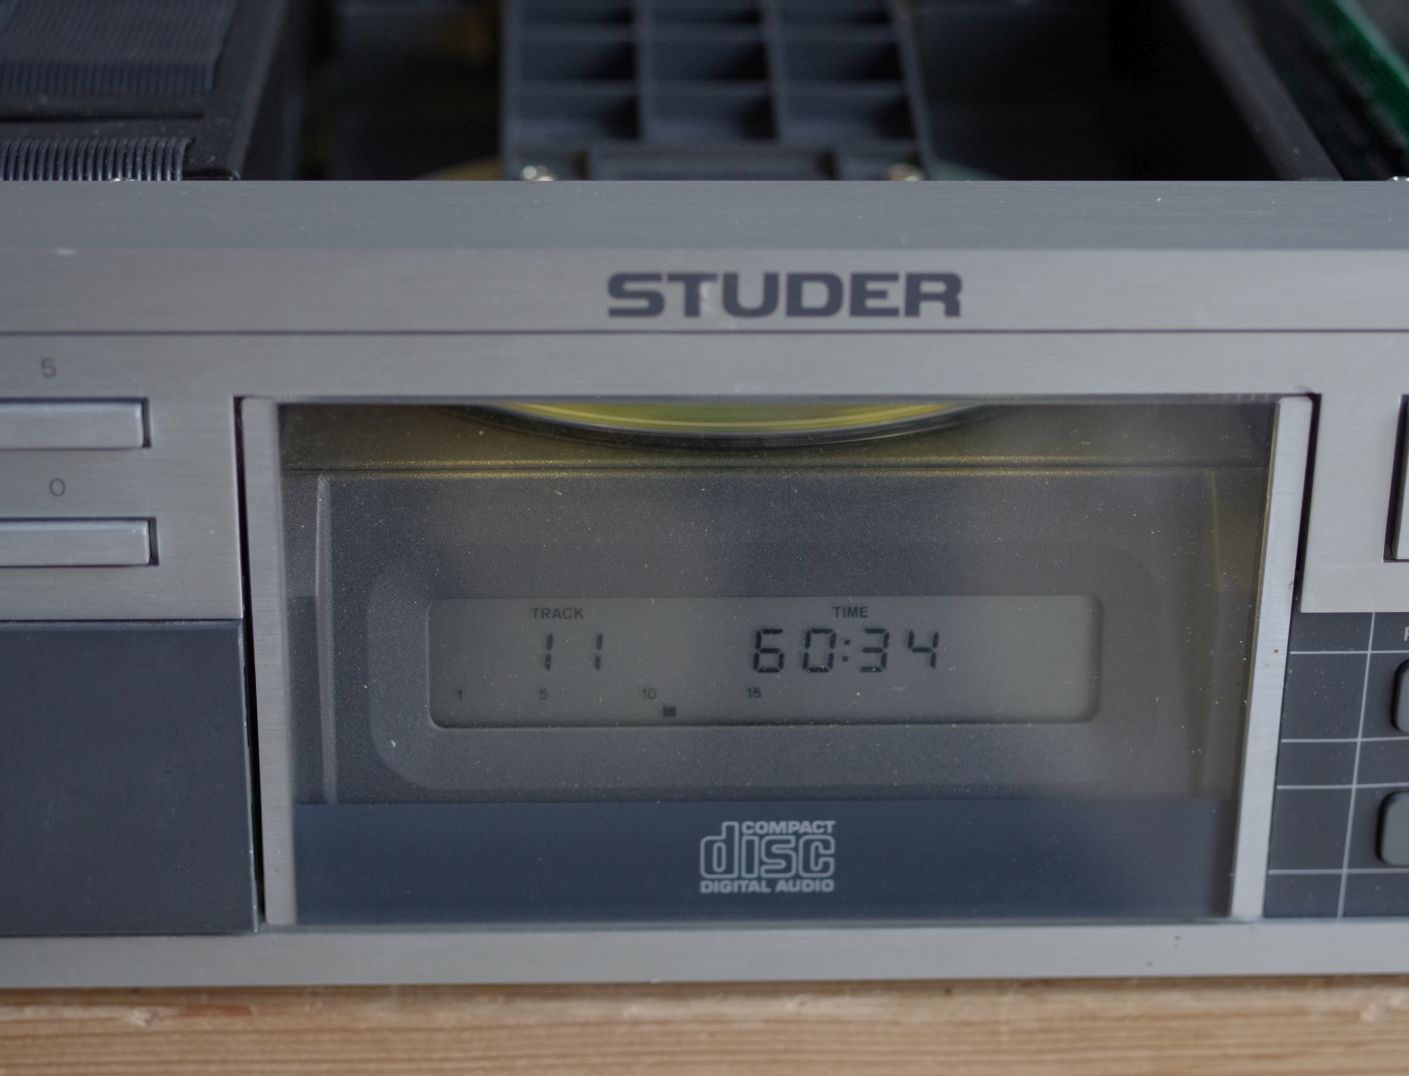 STUDER
5
0
TRACK TIME
11 60:34
1 5 10 15
COMPACT
disc
DIGITAL AUDIO